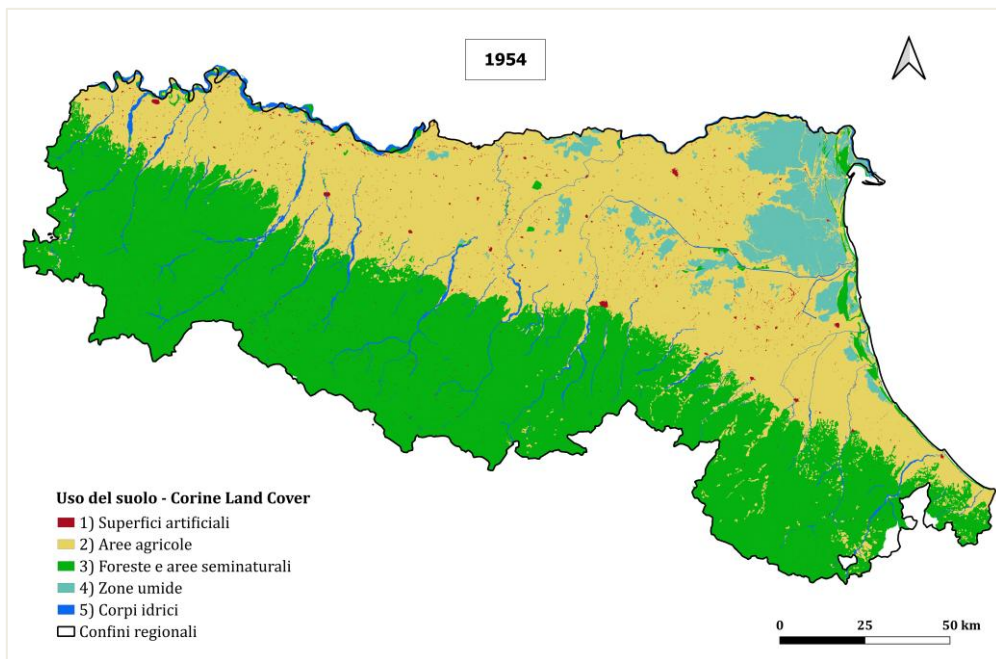 1954
Uso del suolo - Corine Land Cover
1) Superfici artificiali
2) Aree agricole
3) Foreste e aree seminaturali
4) Zone umide
5) Corpi idrici
Confini regionali
0 25 50 km